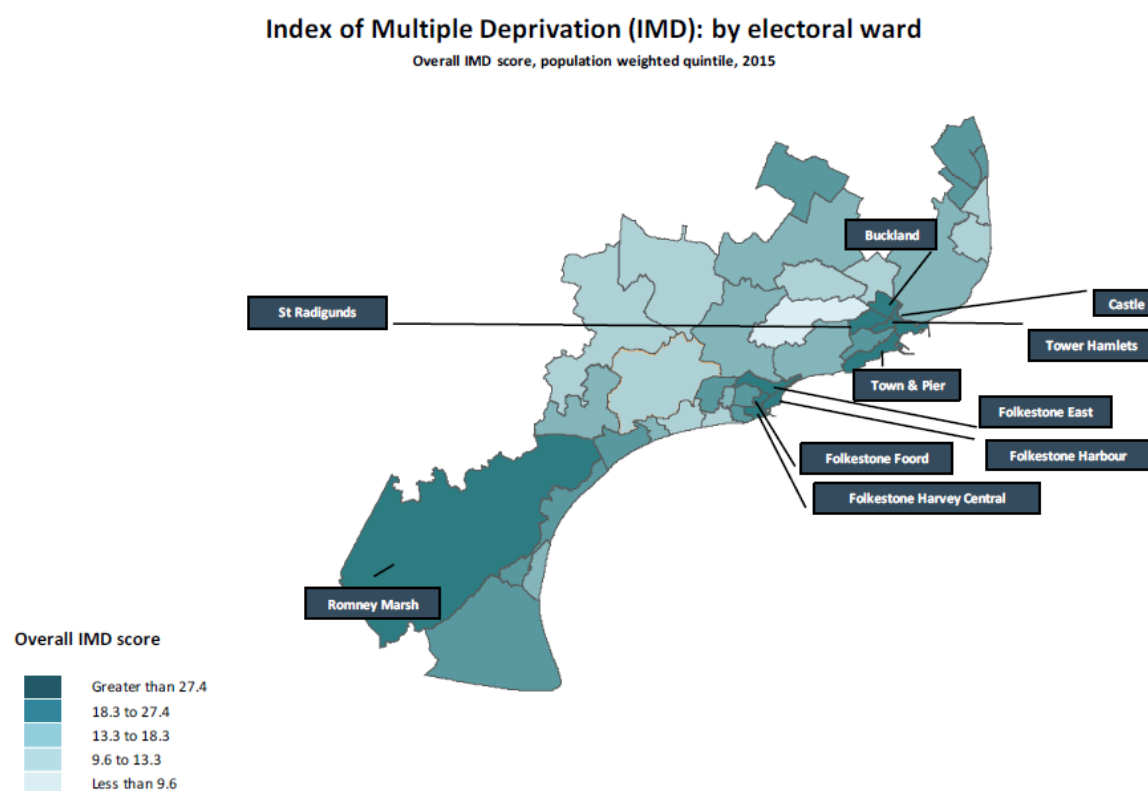 Index of Multiple Deprivation (IMD): by electoral ward
Overall IMD score, population weighted quintile, 2015
Buckland
St Radigunds
Castle
Tower Hamlets
Town & Pier
Folkestone East
Folkestone Harbour
Folkestone Foord
Folkestone Harvey Central
Romney Marsh
Overall IMD score
Greater than 27.4
18.3 to 27.4
13.3 to 18.3
9.6 to 13.3
Less than 9.6